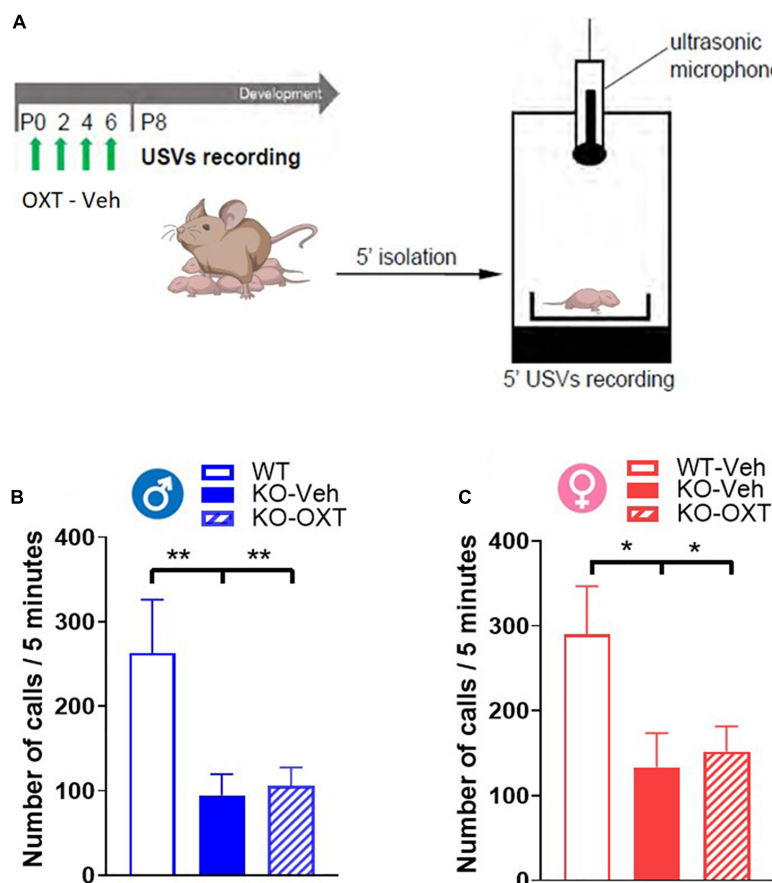 A
Development
P0 2 4 6 P8
USVs recording
OXT - Veh
5' isolation
ultrasonic
microphone
5' USVs recording
B
WT
KO-Veh
KO-OXT
Number of calls / 5 minutes
400
300
200
100
0
** **
C
WT-Veh
KO-Veh
KO-OXT
Number of calls / 5 minutes
400
300
200
100
0
* *